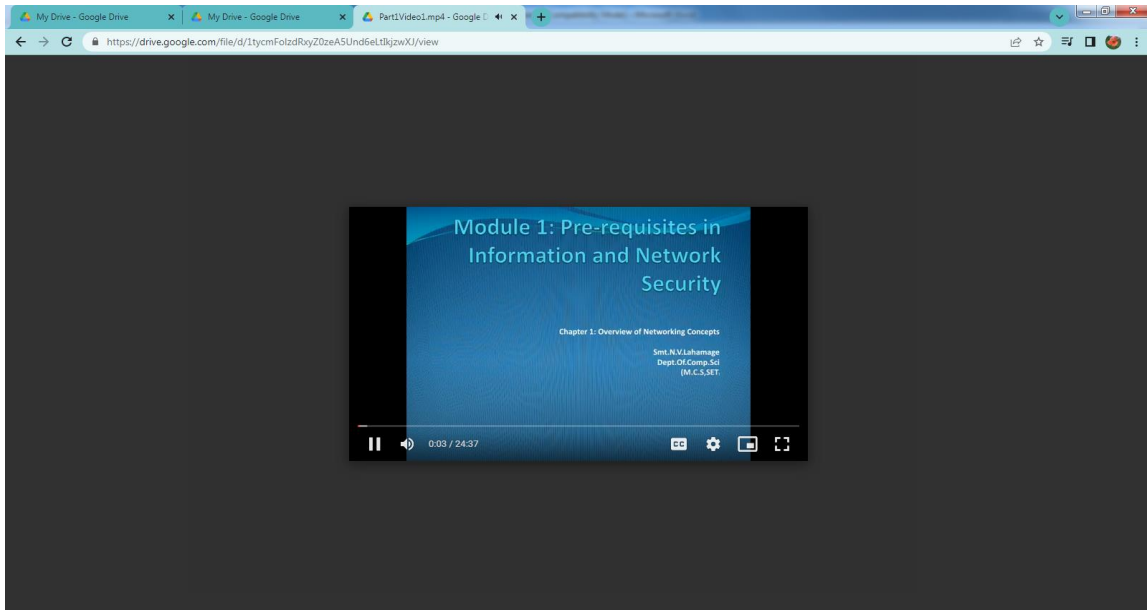 My Drive - Google Drive
My Drive - Google Drive
Part1Video1.mp4 - Google D
https://drive.google.com/file/d/1tycmFolzdRxyZ0zeA5Und6eLtIkjzwXJ/view
Module 1: Pre-requisites in
Information and Network
Security
Chapter 1: Overview of Networking Concepts
Smt.N.V.Lahamage
Dept.Of.Comp.Sci
(M.C.S,SET.
0:03 / 24:37
CC